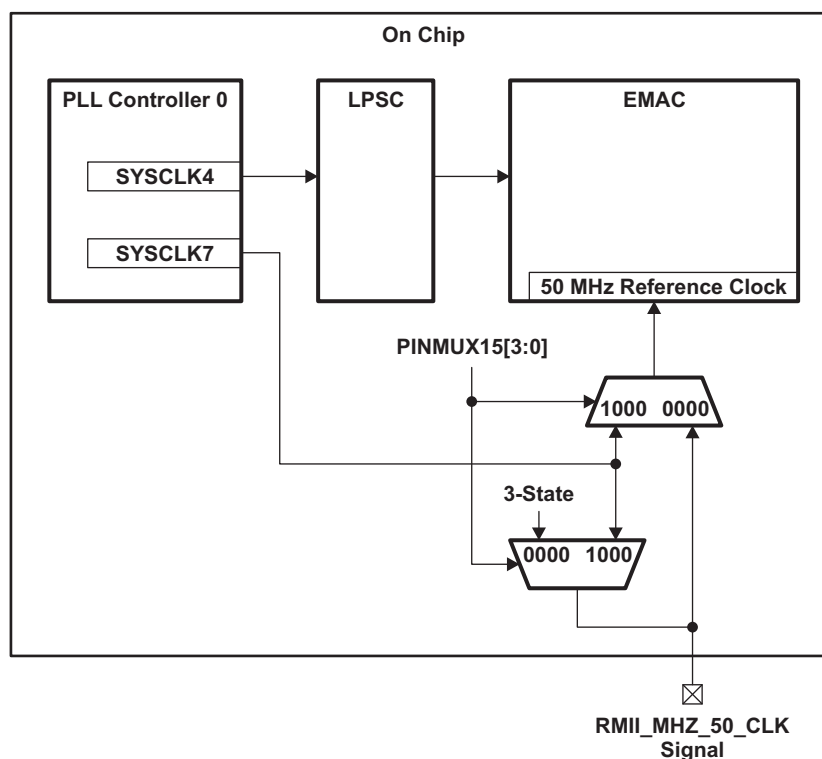 On Chip
PLL Controller 0
LPSC
EMAC
SYSCLK4
SYSCLK7
50 MHz Reference Clock
PINMUX15[3:0]
1000 0000
3-State
0000 1000
RMII_MHZ_50_CLK
Signal